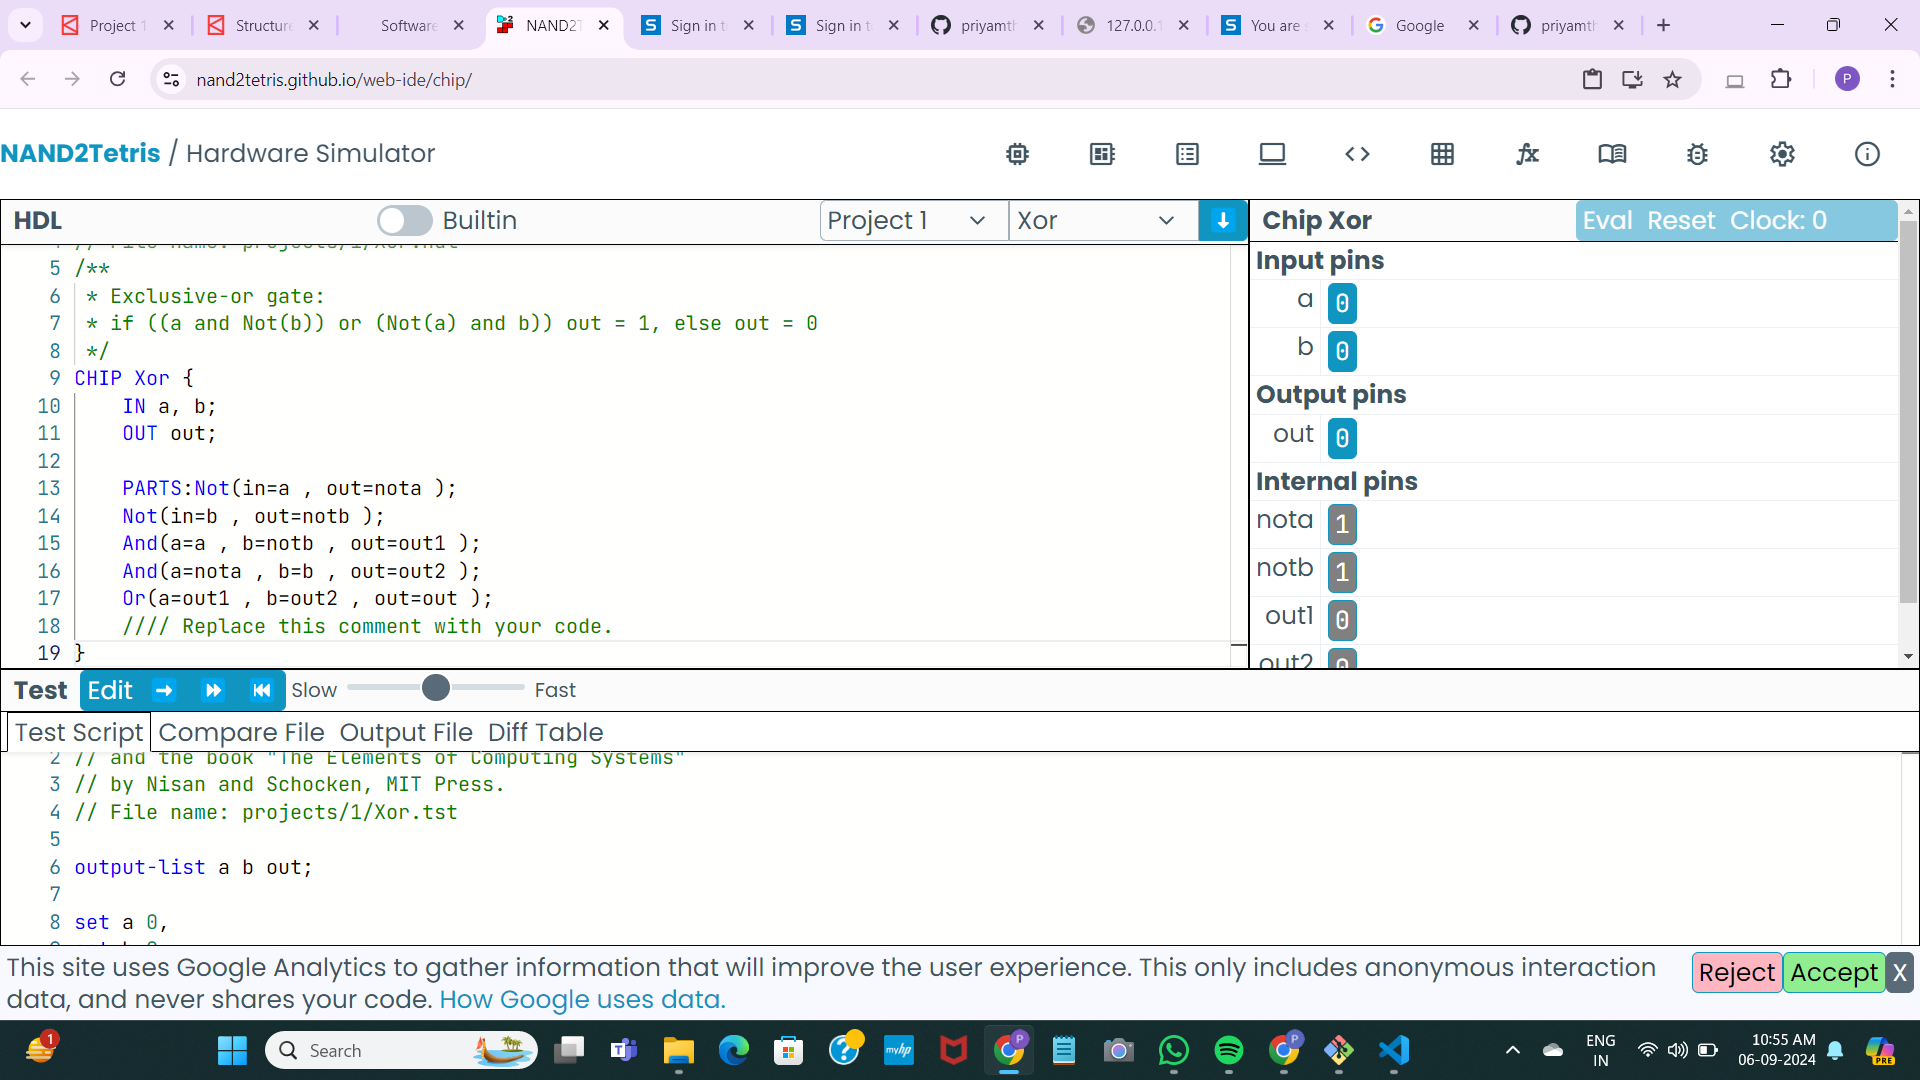 Project 1
Structure
Software
NAND2T
Sign in t
Sign in t
priyamth
127.0.0.1
You are s
Google
priyamth
nand2tetris.github.io/web-ide/chip/
P
NAND2Tetris / Hardware Simulator
HDL
Builtin
Project 1
Xor
Chip Xor
Eval Reset Clock: 0
4 // File name: projects/1/Xor.hdl
5 /**
6 * Exclusive-or gate:
7 * if ((a and Not(b)) or (Not(a) and b)) out = 1, else out = 0
8 */
9 CHIP Xor {
10 IN a, b;
11 OUT out;
12
13 PARTS:Not(in=a , out=nota );
14 Not(in=b , out=notb );
15 And(a=a , b=notb , out=out1 );
16 And(a=nota , b=b , out=out2 );
17 Or(a=out1 , b=out2 , out=out );
18 //// Replace this comment with your code.
19 }
Input pins
a 0
b 0
Output pins
out 0
Internal pins
nota 1
notb 1
out1 0
out2 0
Test Edit
Slow
Fast
Test Script Compare File Output File Diff Table
2 // and the book "The Elements of Computing Systems"
3 // by Nisan and Schocken, MIT Press.
4 // File name: projects/1/Xor.tst
5
6 output-list a b out;
7
8 set a 0,
This site uses Google Analytics to gather information that will improve the user experience. This only includes anonymous interaction
data, and never shares your code. How Google uses data.
Reject Accept X
1
Search
myhp
P
P
ENG
IN
10:55 AM
06-09-2024
PRE